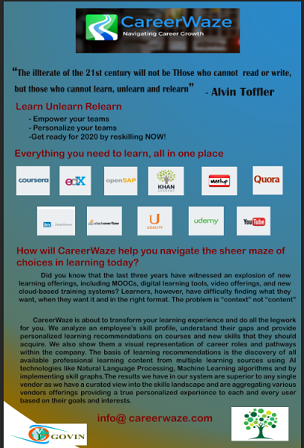 CareerWaze
Navigating Career Growth
“The illterate of the 21st century will not be THose who cannot read or write,
but those who cannot learn, unlearn and relearn”
- Alvin Toffler
Learn Unlearn Relearn
- Empower your teams
- Personalize your teams
-Get ready for 2020 by reskilling NOW!
Everything you need to learn, all in one place
coursera
edX
openSAP
KHAN
Quora
stackoverflow
UDACITY
udemy
YouTube
How will CareerWaze help you navigate the sheer maze of
choices in learning today?
Did you know that the last three years have witnessed an explosion of new
learning offerings, including MOOCs, digital learning tools, video offerings, and new
cloud-based training systems? Learners, however, have difficulty finding what they
want, when they want it and in the right format. The problem is “context” not “content”
CareerWaze is about to transform your learning experience and do all the legwork
for you. We analyze an employee's skill profile, understand their gaps and provide
personalized learning recommendations on courses and new skills that they should
acquire. We also show them a visual representation of career roles and pathways
within the company. The basis of learning recommendations is the discovery of all
available professional learning content from multiple learning sources using AI
technologies like Natural Language Processing, Machine Learning algorithms and by
implementing skill graphs.The results we have in our system are superior to any single
vendor as we have a curated view into the skills landscape and are aggregating various
vendors offerings providing a true personalized experience to each and every user
based on their goals and interests.
info@ careerwaze.com
YGOVIN